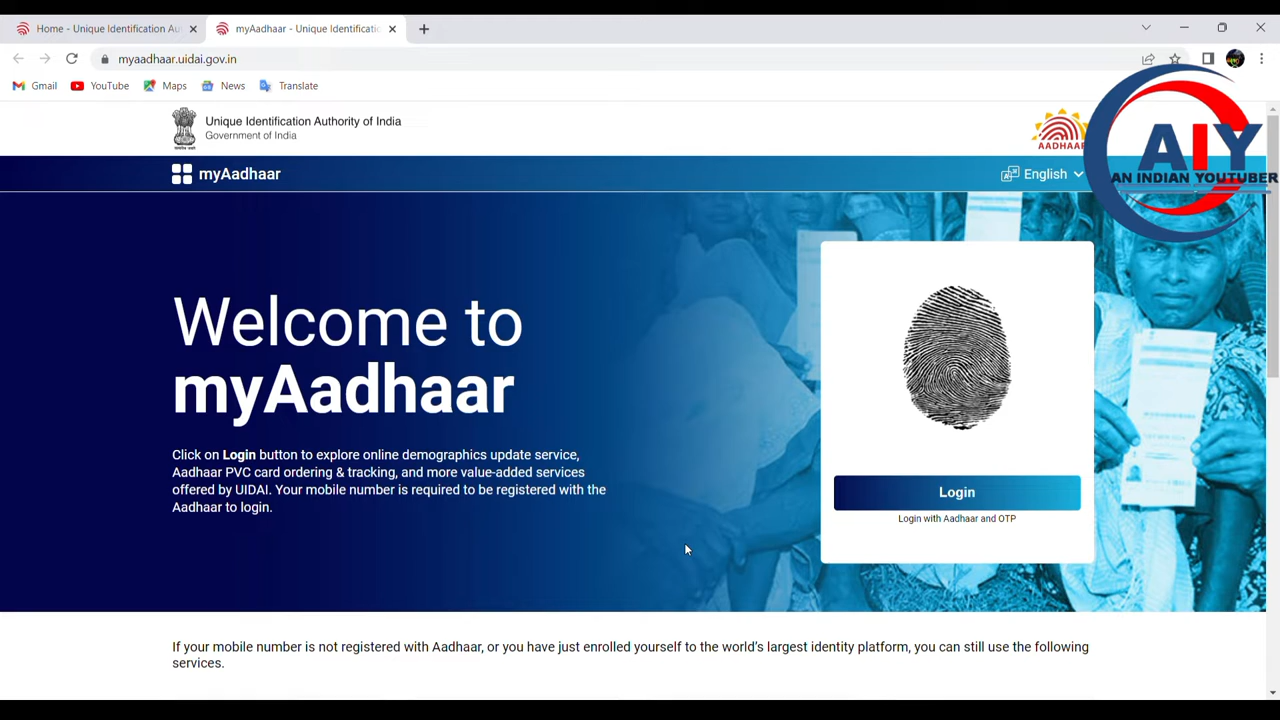 Home - Unique Identification Au
myAadhaar - Unique Identificatio
myaadhaar.uidai.gov.in
Gmail
YouTube
Maps
News
Translate
Unique Identification Authority of India
Government of India
AADHAAR
AIY
AN INDIAN YOUTUBER
myAadhaar
English
Welcome to
myAadhaar
Click on Login button to explore online demographics update service,
Aadhaar PVC card ordering & tracking, and more value-added services
offered by UIDAI. Your mobile number is required to be registered with the
Aadhaar to login.
Login
Login with Aadhaar and OTP
If your mobile number is not registered with Aadhaar, or you have just enrolled yourself to the world's largest identity platform, you can still use the following
services.